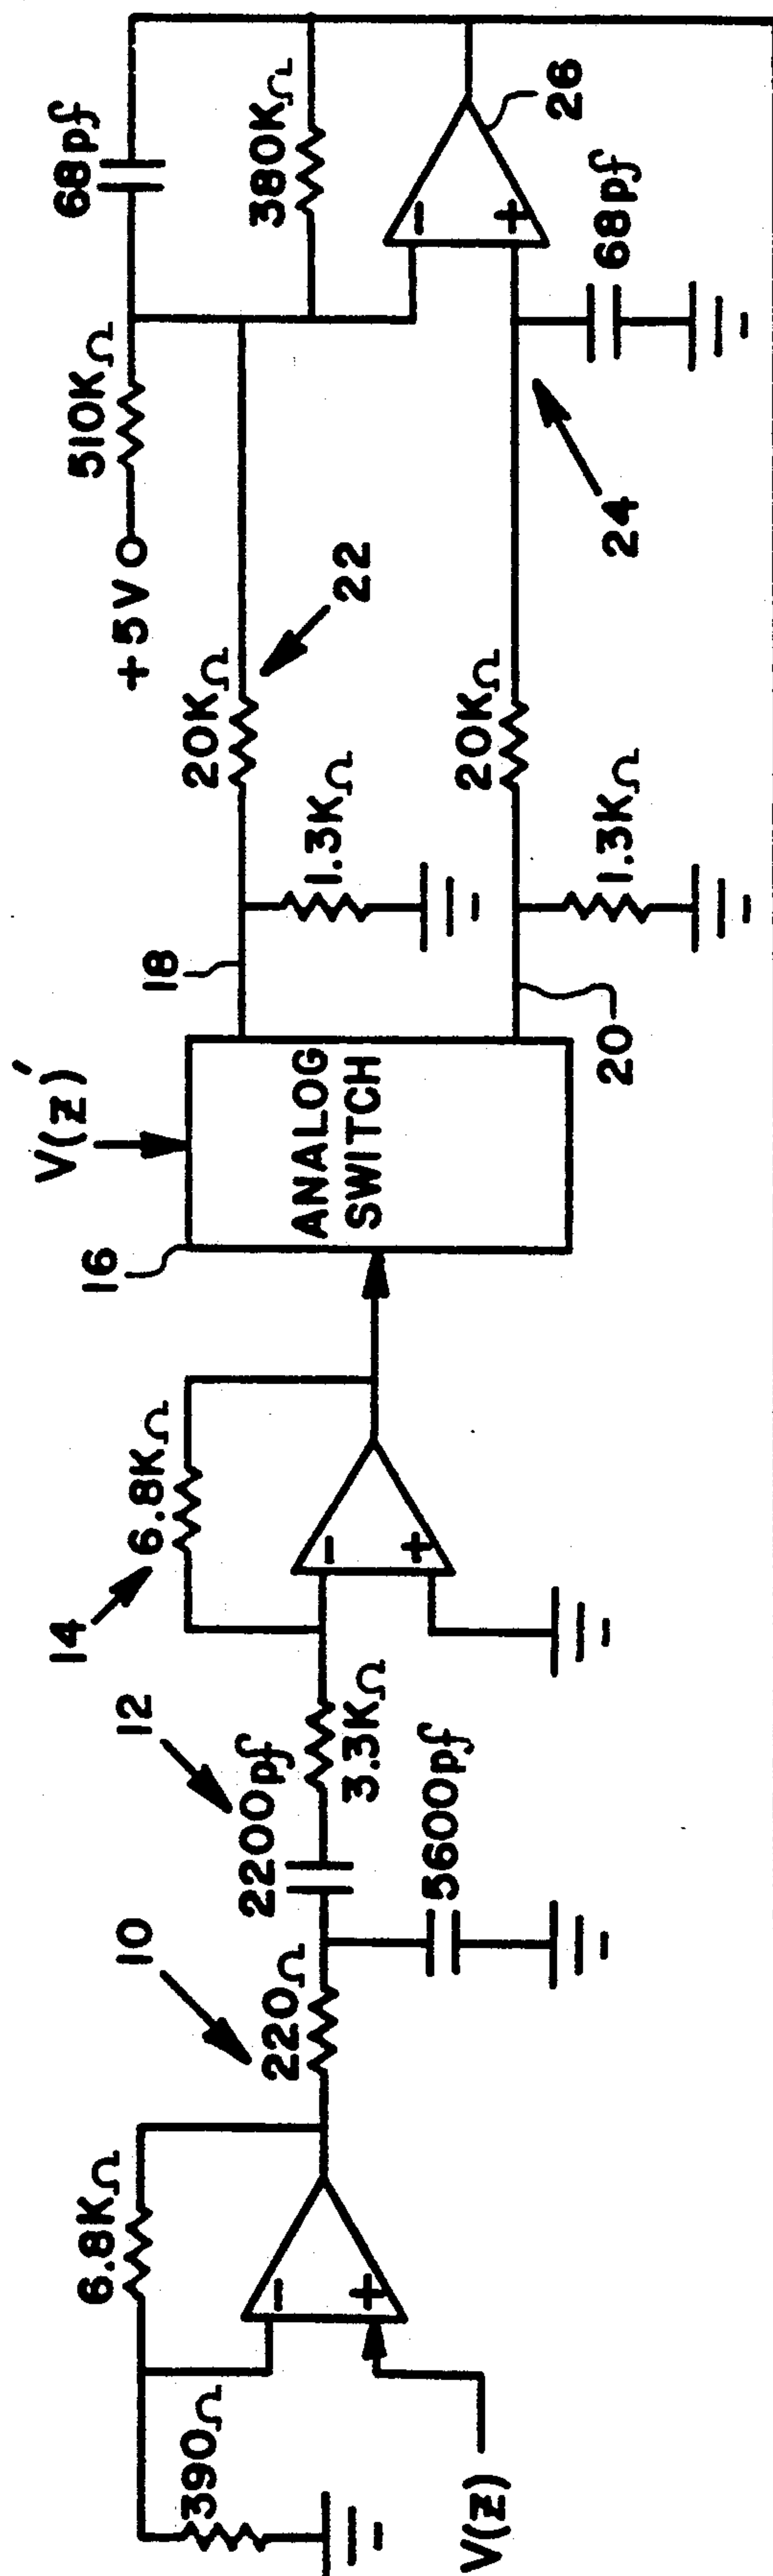 V(z)
390Ω
6.8KΩ
-
+
10
220Ω
5600pf
12
2200pf
3.3KΩ
14
6.8KΩ
-
+
16
V(z)'
ANALOG
SWITCH
18
20
1.3KΩ
1.3KΩ
20KΩ
20KΩ
22
24
+5V
510KΩ
68pf
380KΩ
-
+
68pf
26